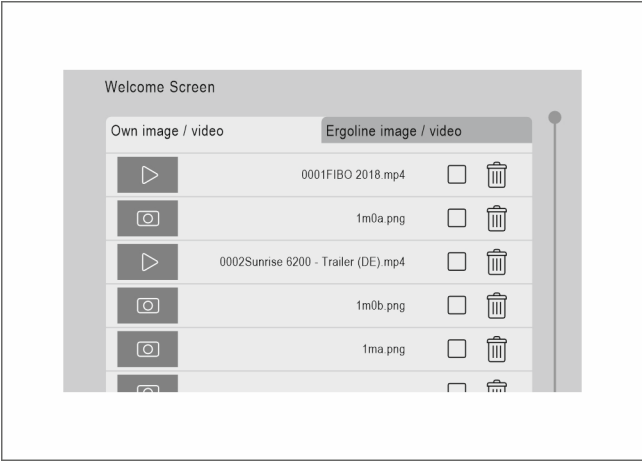 Welcome Screen
Own image / video
Ergoline image / video
0001FIBO 2018.mp4
1m0a.png
0002Sunrise 6200 - Trailer (DE).mp4
1m0b.png
1ma.png